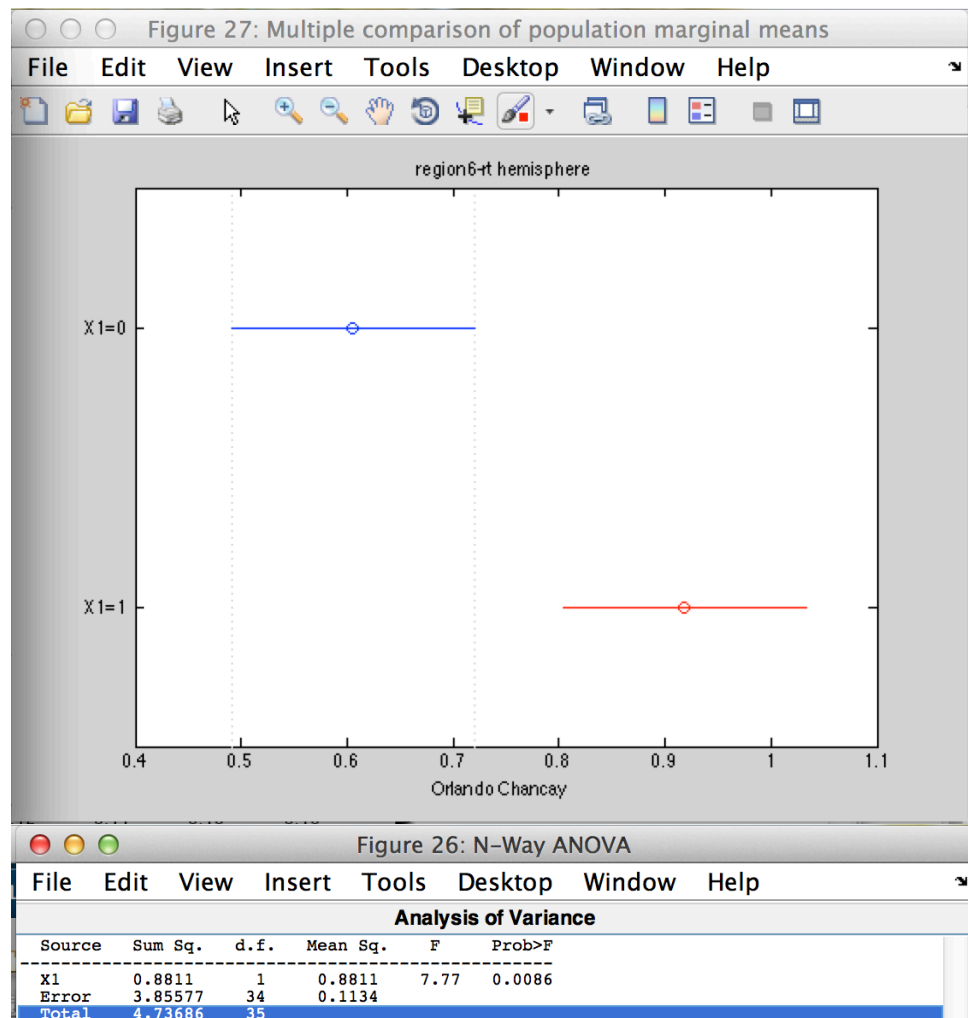 Figure 27: Multiple comparison of population marginal means
File Edit View Insert Tools Desktop Window Help
region6-rt hemisphere
X1=0
X1=1
0.4 0.5 0.6 0.7 0.8 0.9 1 1.1
Orlando Chancay
Figure 26: N-Way ANOVA
File Edit View Insert Tools Desktop Window Help
Analysis of Variance
Source Sum Sq. d.f. Mean Sq. F Prob>F
X1 0.8811 1 0.8811 7.77 0.0086
Error 3.85577 34 0.1134
Total 4.73686 35